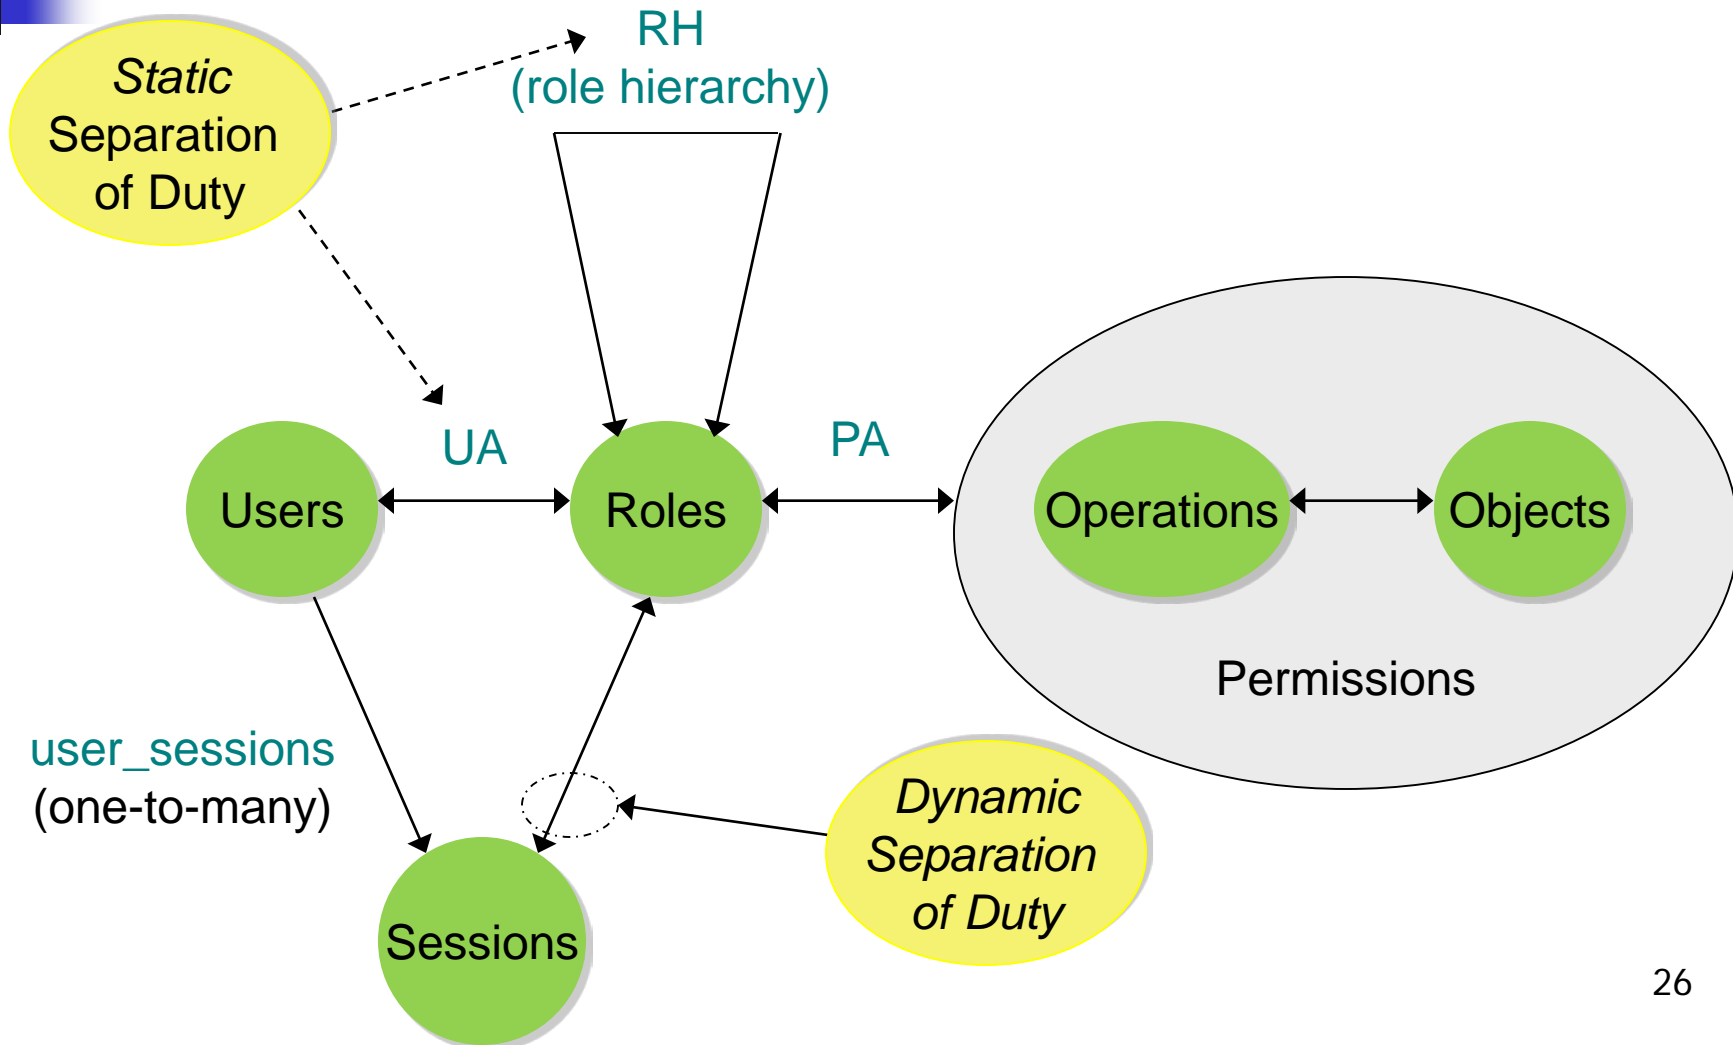 RH
(role hierarchy)
Static
Separation
of Duty
UA
PA
Users
Roles
Operations
Objects
Permissions
user_sessions
(one-to-many)
Dynamic
Separation
of Duty
Sessions
26